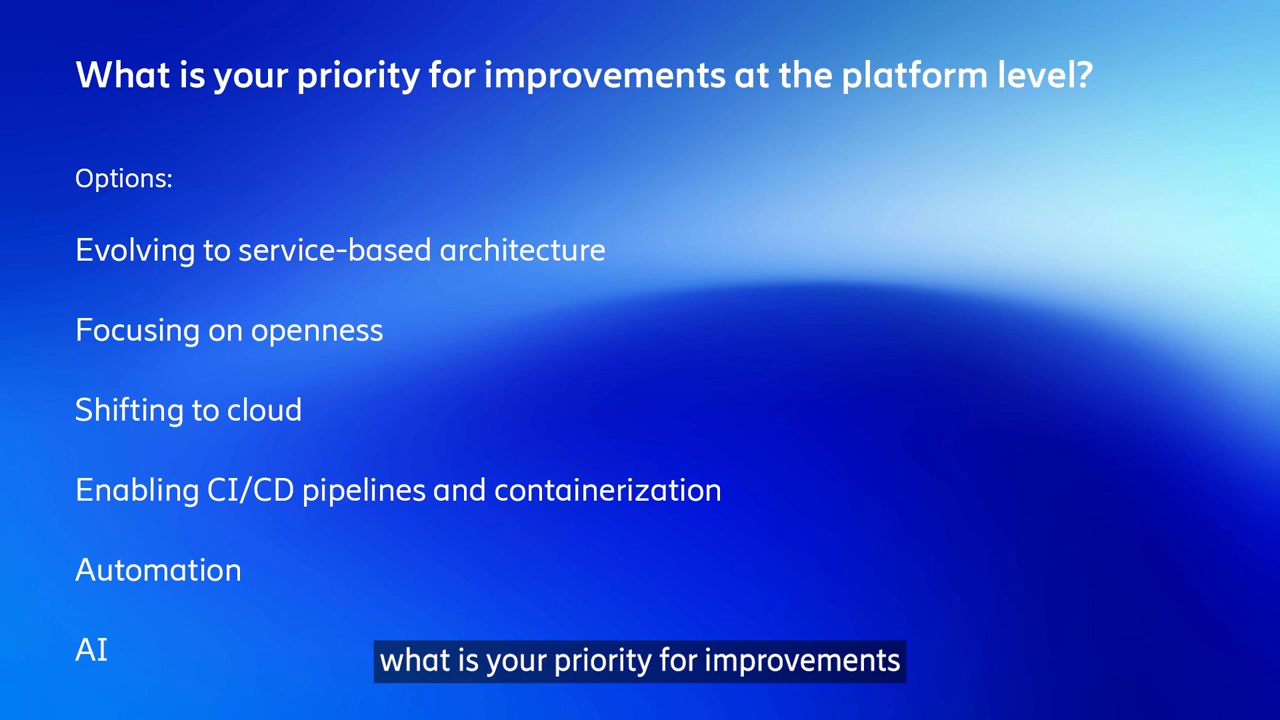 What is your priority for improvements at the platform level?
Options:
Evolving to service-based architecture
Focusing on openness
Shifting to cloud
Enabling CI/CD pipelines and containerization
Automation
AI
what is your priority for improvements